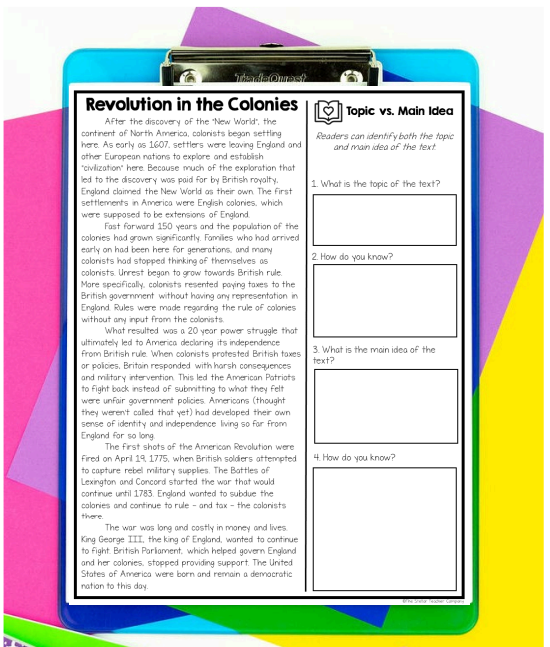 TradeQuest
Revolution in the Colonies
After the discovery of the "New World", the
continent of North America, colonists began settling
here. As early as 1607, settlers were leaving England and
other European nations to explore and establish
"civilization" here. Because much of the exploration that
led to the discovery was paid for by British royalty,
England claimed the New World as their own. The first
settlements in America were English colonies, which
were supposed to be extensions of England.
Fast forward 150 years and the population of the
colonies had grown significantly. Families who had arrived
early on had been here for generations, and many
colonists had stopped thinking of themselves as
colonists. Unrest began to grow towards British rule.
More specifically, colonists resented paying taxes to the
British government without having any representation in
England. Rules were made regarding the rule of colonies
without any input from the colonists.
What resulted was a 20 year power struggle that
ultimately led to America declaring its independence
from British rule. When colonists protested British taxes
or policies, Britain responded with harsh consequences
and military intervention. This led the American Patriots
to fight back instead of submitting to what they felt
were unfair government policies. Americans (thought
they weren't called that yet) had developed their own
sense of identity and independence living so far from
England for so long.
The first shots of the American Revolution were
fired on April 19, 1775, when British soldiers attempted
to capture rebel military supplies. The Battles of
Lexington and Concord started the war that would
continue until 1783. England wanted to subdue the
colonies and continue to rule - and tax - the colonists
there.
The war was long and costly in money and lives.
King George III, the king of England, wanted to continue
to fight. British Parliament, which helped govern England
and her colonies, stopped providing support. The United
States of America were born and remain a democratic
nation to this day.
Topic vs. Main Idea
Readers can identify both the topic
and main idea of the text
1. What is the topic of the text?
2. How do you know?
3. What is the main idea of the
text?
4. How do you know?
©The Stellar Teacher Company